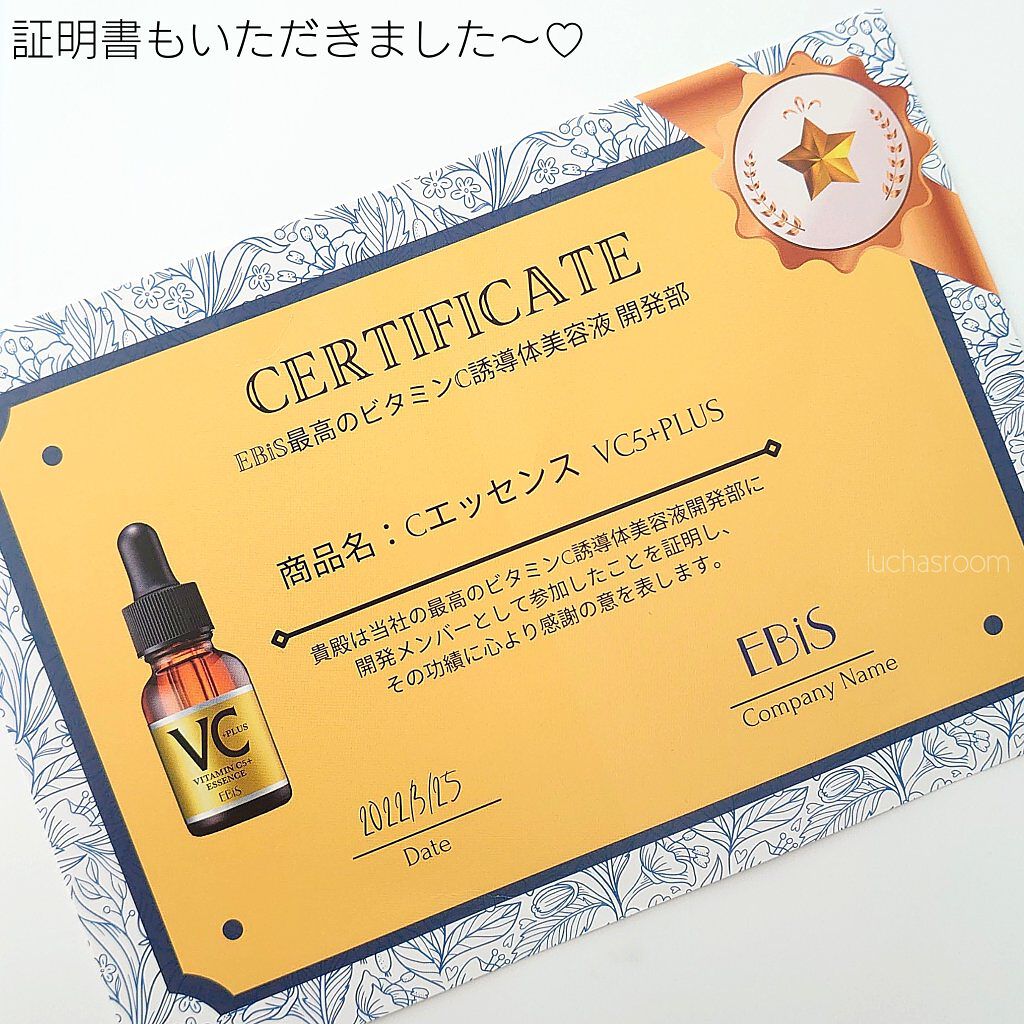 証明書もいただきました〜♡
CERTIFICATE
EBiS最高のビタミンC誘導体美容液 開発部
商品名：Cエッセンス VC5+PLUS
貴殿は当社の最高のビタミンC誘導体美容液開発部に
開発メンバーとして参加したことを証明し、
その功績に心より感謝の意を表します。
luchasroom
EBiS
Company Name
VC+PLUS
VITAMIN C5+
ESSENCE
EBiS
2022/3/25
Date